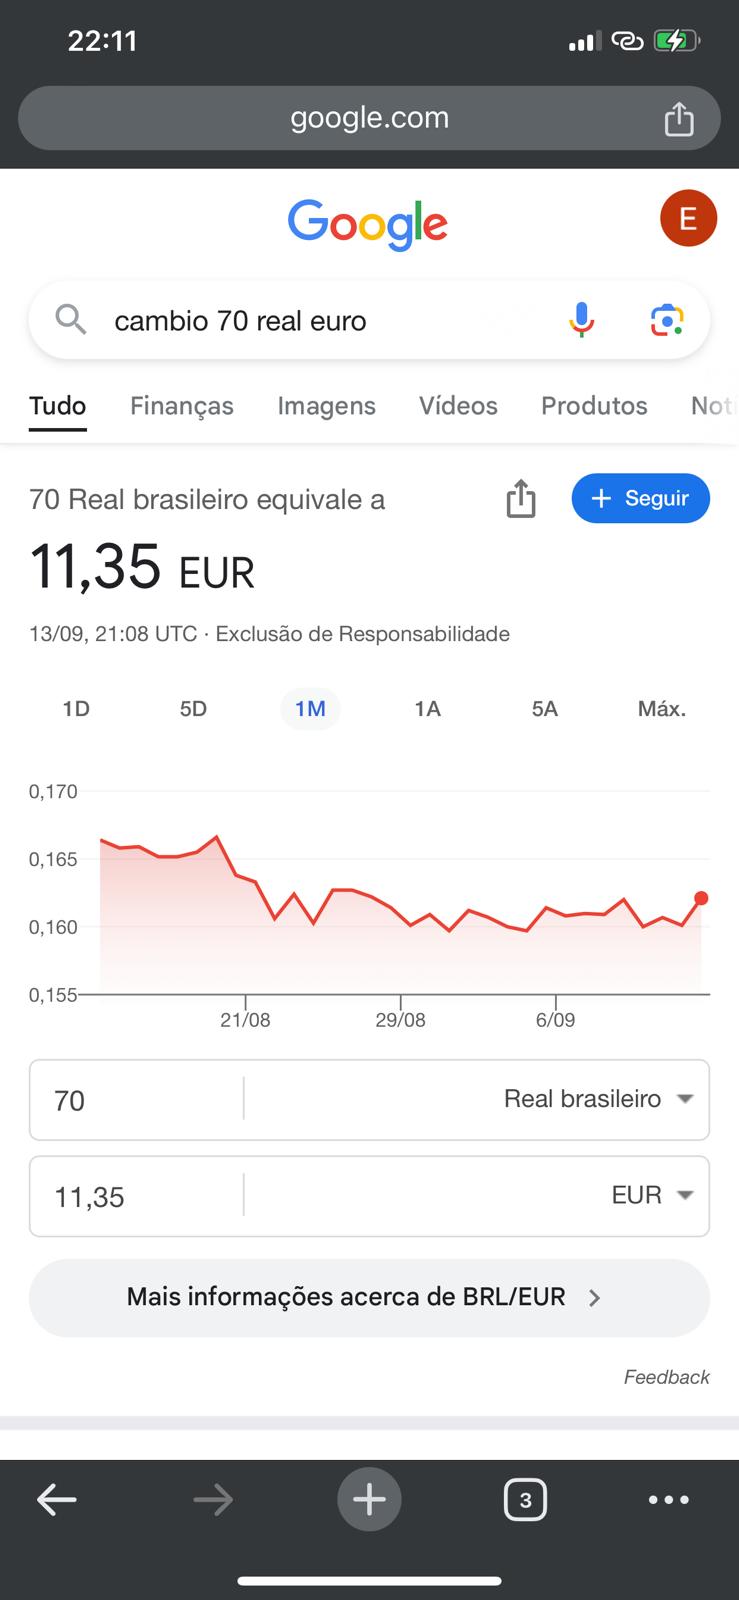 22:11
google.com
Google
E
cambio 70 real euro
Tudo Finanças Imagens Vídeos Produtos Notí
70 Real brasileiro equivale a
+ Seguir
11,35 EUR
13/09, 21:08 UTC · Exclusão de Responsabilidade
1D 5D 1M 1A 5A Máx.
0,170
0,165
0,160
0,155
21/08 29/08 6/09
70 Real brasileiro
11,35 EUR
Mais informações acerca de BRL/EUR
Feedback
3